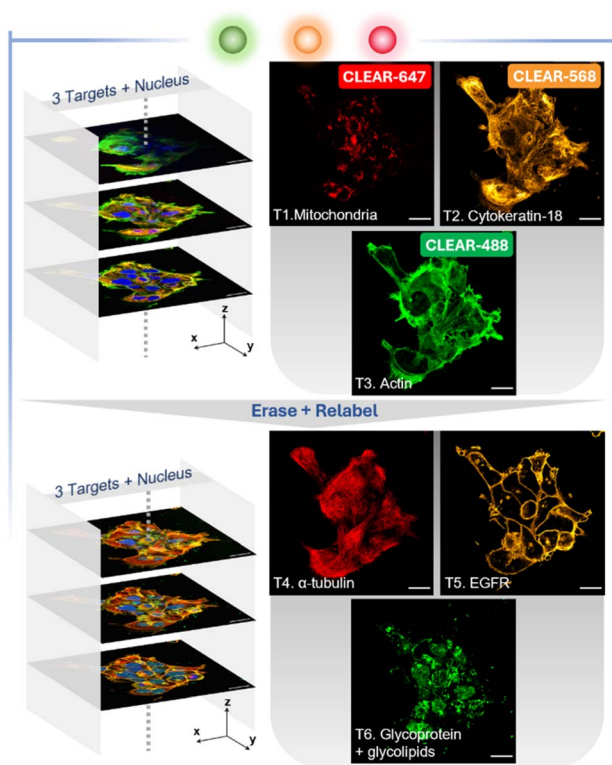 3 Targets + Nucleus
CLEAR-647
CLEAR-568
T1.Mitochondria
T2. Cytokeratin-18
CLEAR-488
T3. Actin
z
x
y
Erase + Relabel
3 Targets + Nucleus
T4. α-tubulin
T5. EGFR
T6. Glycoprotein
+ glycolipids
z
x
y